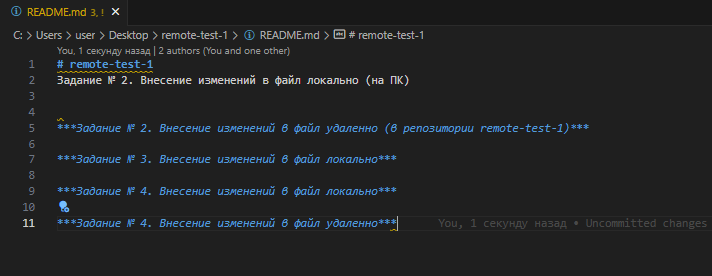 README.md 3, !
C: > Users > user > Desktop > remote-test-1 > README.md > # remote-test-1
You, 1 секунду назад | 2 authors (You and one other)
1 # remote-test-1
2 Задание № 2. Внесение изменений в файл локально (на ПК)
3
4
5 ***Задание № 2. Внесение изменений в файл удаленно (в репозитории remote-test-1)***
6
7 ***Задание № 3. Внесение изменений в файл локально***
8
9 ***Задание № 4. Внесение изменений в файл локально***
10
11 ***Задание № 4. Внесение изменений в файл удаленно*** You, 1 секунду назад • Uncommitted changes